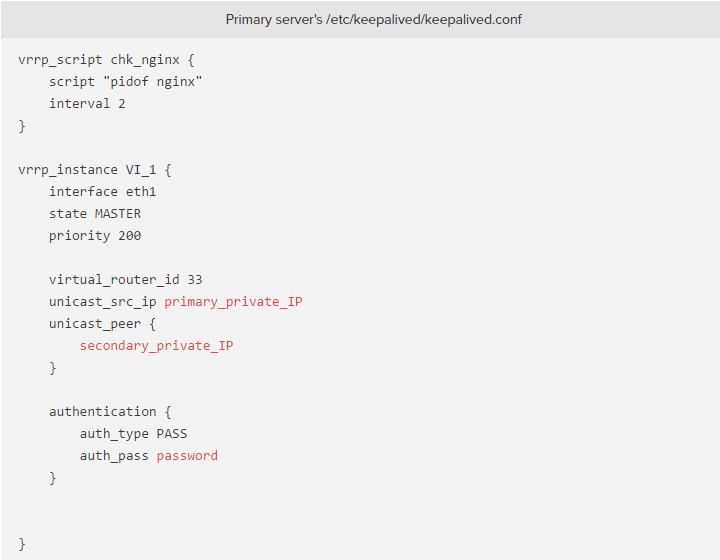 Primary server's /etc/keepalived/keepalived.conf
vrrp_script chk_nginx {
    script "pidof nginx"
    interval 2
}

vrrp_instance VI_1 {
    interface eth1
    state MASTER
    priority 200

    virtual_router_id 33
    unicast_src_ip primary_private_IP
    unicast_peer {
        secondary_private_IP
    }

    authentication {
        auth_type PASS
        auth_pass password
    }


}